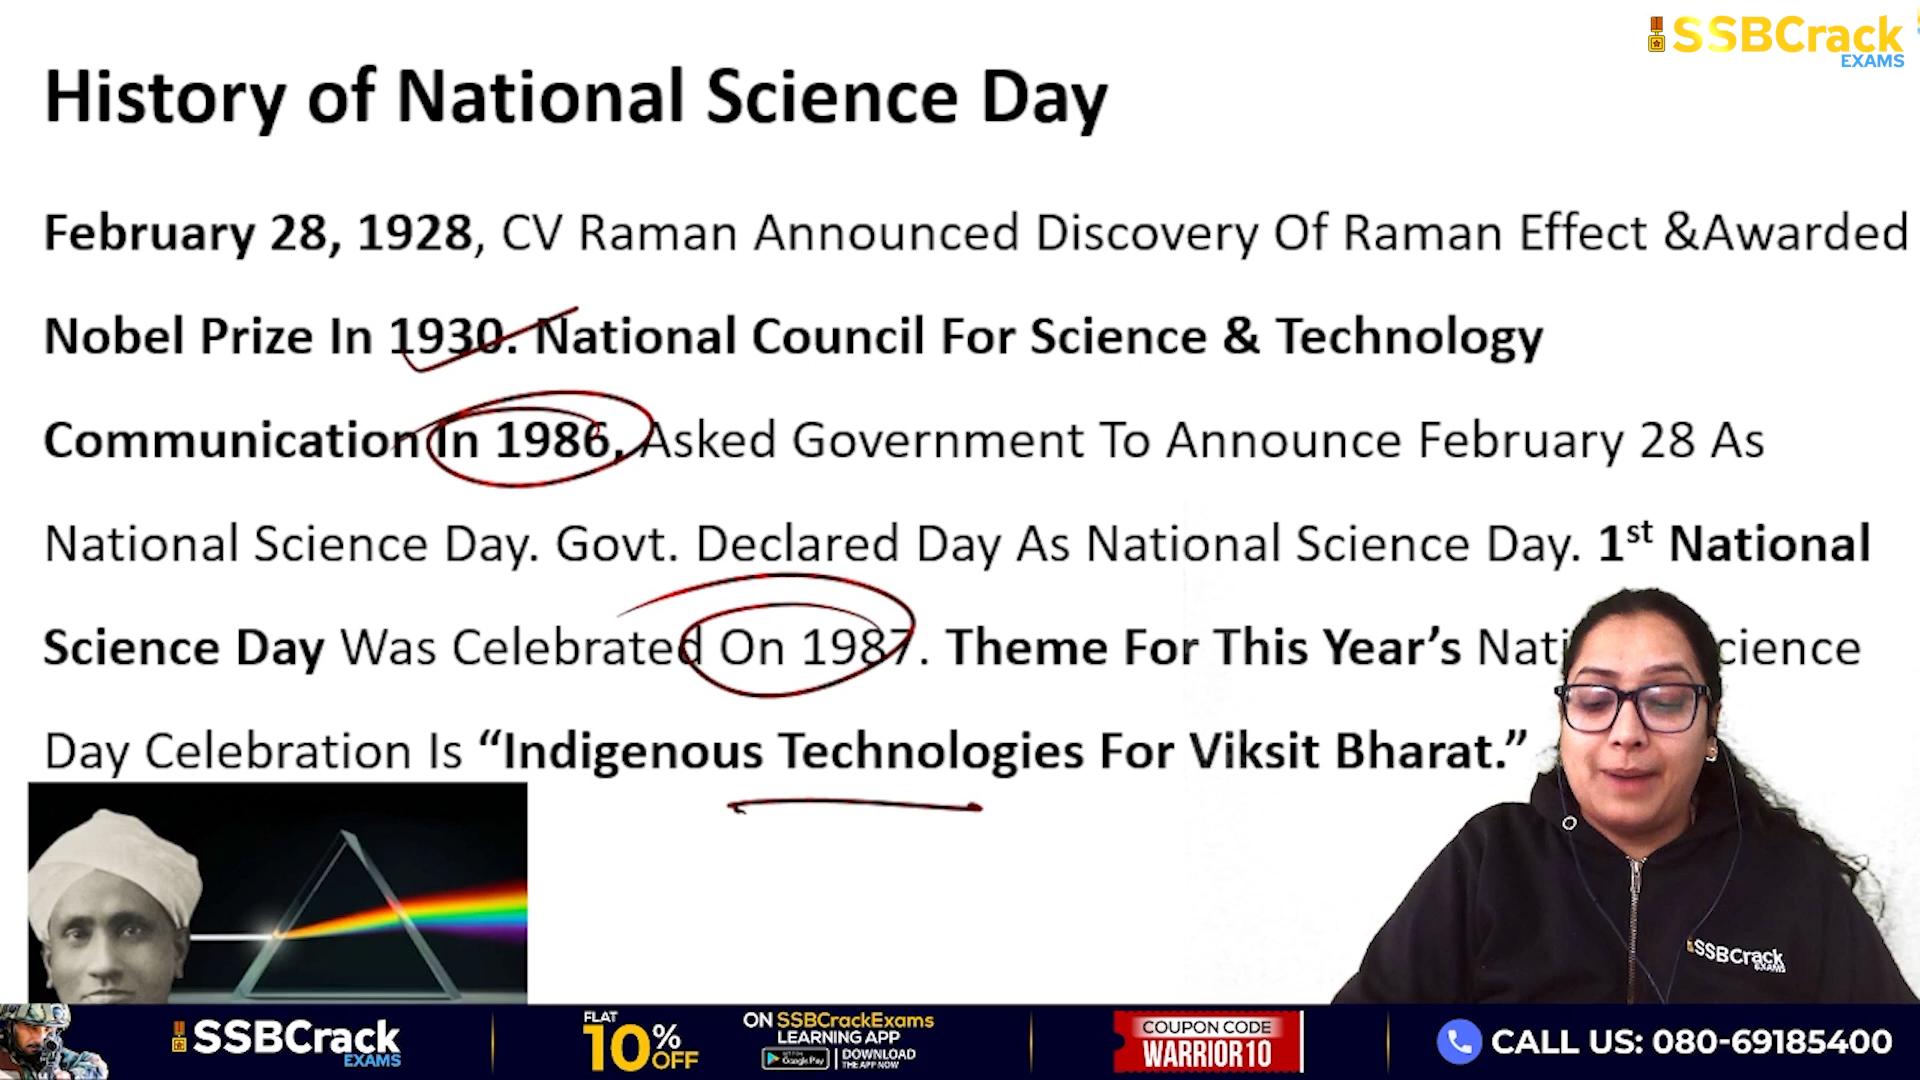 SSBCrack
EXAMS
History of National Science Day
February 28, 1928, CV Raman Announced Discovery Of Raman Effect &Awarded
Nobel Prize In 1930. National Council For Science & Technology
Communication In 1986, Asked Government To Announce February 28 As
National Science Day. Govt. Declared Day As National Science Day. 1st National
Science Day Was Celebrated On 1987. Theme For This Year’s
Day Celebration Is “Indigenous Technologies For Viksit Bharat.”
SSBCrack
EXAMS
SSBCrack
EXAMS
FLAT
10% OFF
ON SSBCrackExams
LEARNING APP
Google Play
DOWNLOAD
THE APP NOW
COUPON CODE
WARRIOR10
CALL US: 080-69185400